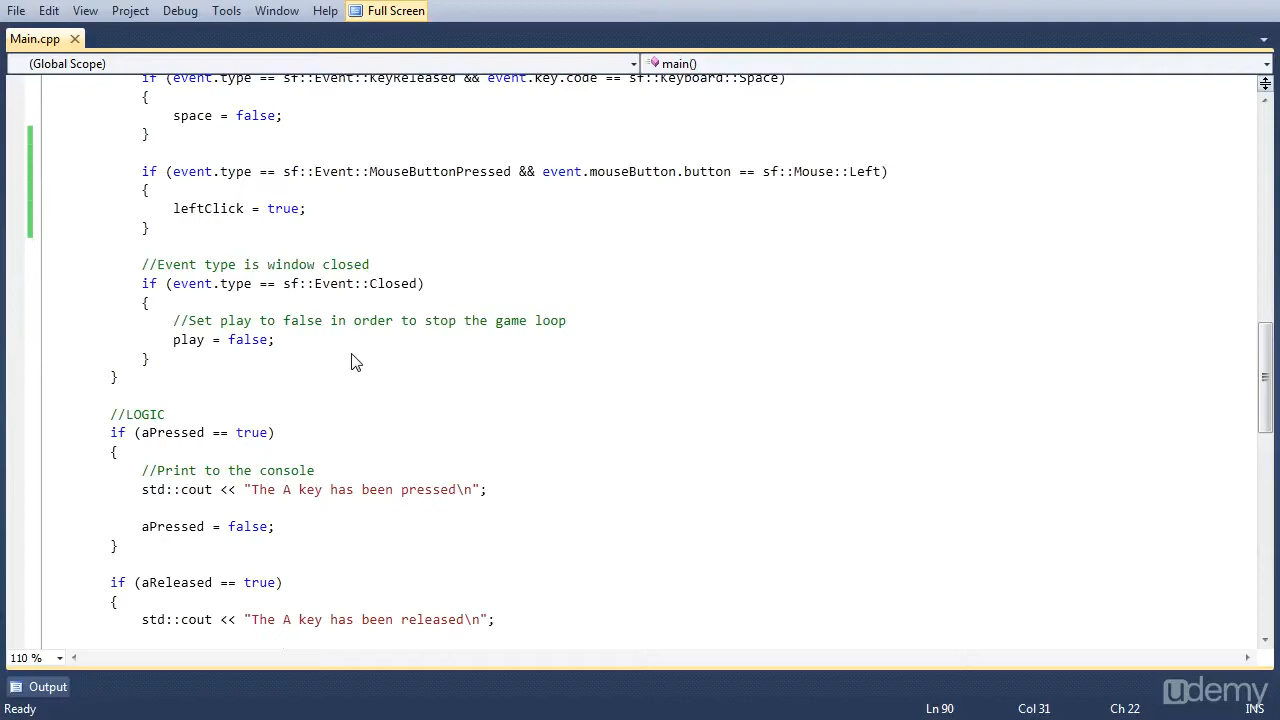 File Edit View Project Debug Tools Window Help Full Screen
Main.cpp
(Global Scope) main()
if (event.type == sf::Event::KeyReleased && event.key.code == sf::Keyboard::Space)
{
space = false;
}
if (event.type == sf::Event::MouseButtonPressed && event.mouseButton.button == sf::Mouse::Left)
{
leftClick = true;
}
//Event type is window closed
if (event.type == sf::Event::Closed)
{
//Set play to false in order to stop the game loop
play = false;
}
}
//LOGIC
if (aPressed == true)
{
//Print to the console
std::cout << "The A key has been pressed\n";
aPressed = false;
}
if (aReleased == true)
{
std::cout << "The A key has been released\n";
110 %
Output
udemy
Ready Ln 90 Col 31 Ch 22 INS